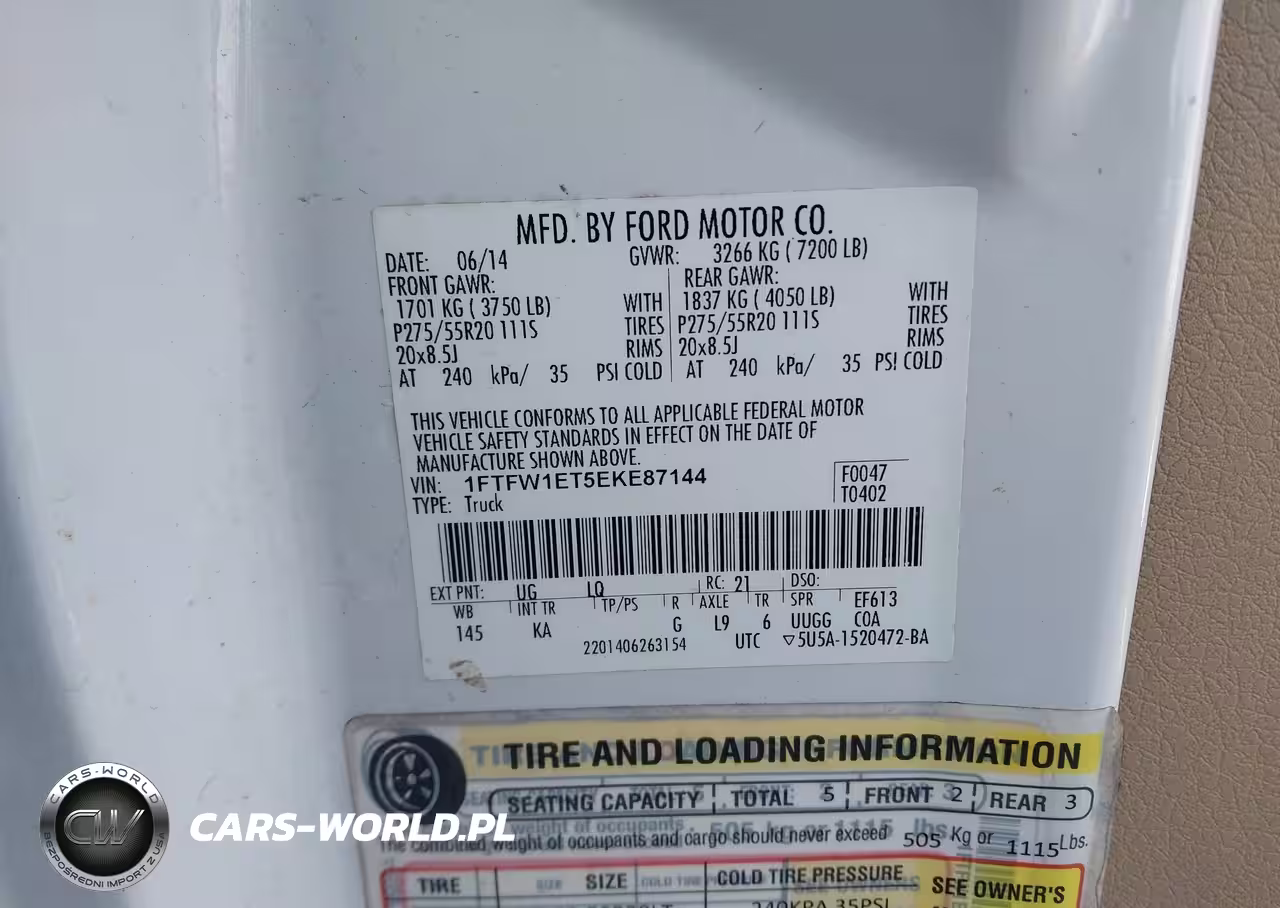 MFD. BY FORD MOTOR CO.
DATE: 06/14 GVWR: 3266 KG ( 7200 LB)
FRONT GAWR: REAR GAWR:
1701 KG ( 3750 LB) WITH 1837 KG ( 4050 LB) WITH
P275/55R20 111S TIRES P275/55R20 111S TIRES
20x8.5J RIMS 20x8.5J RIMS
AT 240 kPa/ 35 PSI COLD AT 240 kPa/ 35 PSI COLD
THIS VEHICLE CONFORMS TO ALL APPLICABLE FEDERAL MOTOR
VEHICLE SAFETY STANDARDS IN EFFECT ON THE DATE OF
MANUFACTURE SHOWN ABOVE.
VIN: 1FTFW1ET5EKE87144 F0047
TYPE: Truck T0402
EXT PNT: UG LQ RC: 21 DSO:
WB INT TR TP/PS R AXLE TR SPR EF613
145 KA G L9 6 UUGG COA
2201406263154 UTC ▽5U5A-1520472-BA
TIRE AND LOADING INFORMATION
SEATING CAPACITY TOTAL 5 FRONT 2 REAR 3
The combined weight of occupants and cargo should never exceed 505 Kg or 1115 Lbs.
TIRE SIZE COLD TIRE PRESSURE SEE OWNER'S
240KPA 35PSI
CARS-WORLD
CW
BEZPOŚREDNI IMPORT Z USA
CARS-WORLD.PL